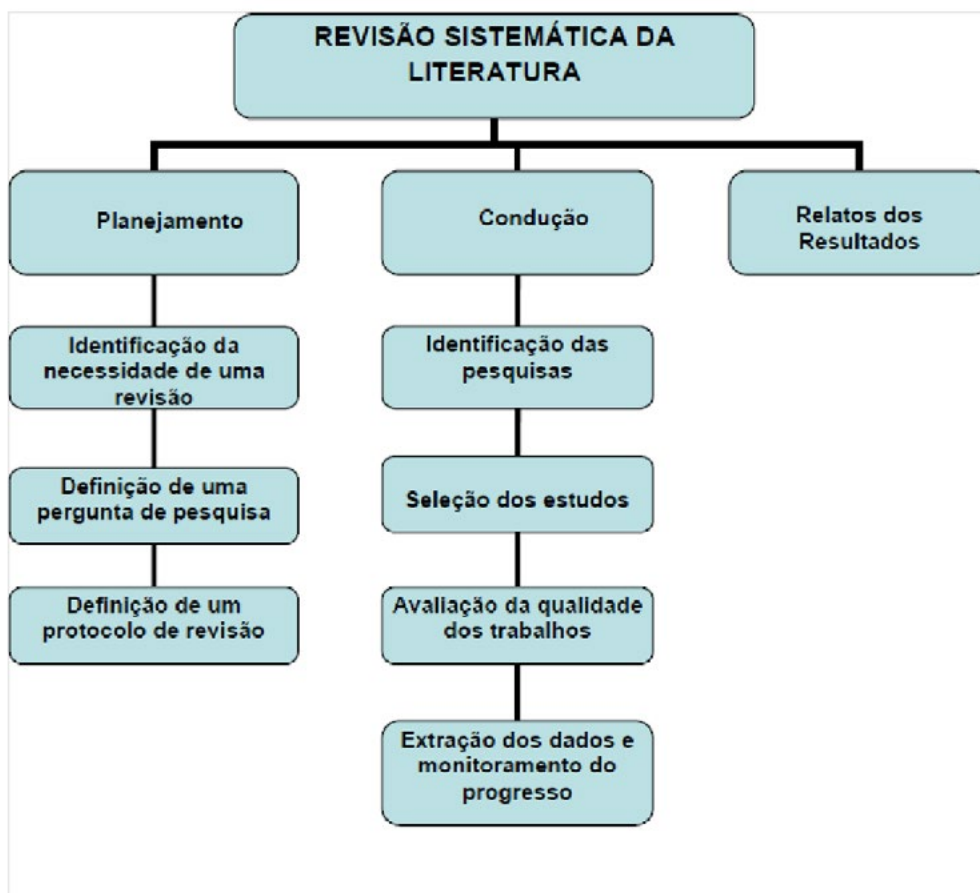 REVISÃO SISTEMÁTICA DA
LITERATURA
Planejamento
Condução
Relatos dos
Resultados
Identificação da
necessidade de uma
revisão
Identificação das
pesquisas
Definição de uma
pergunta de pesquisa
Seleção dos estudos
Definição de um
protocolo de revisão
Avaliação da qualidade
dos trabalhos
Extração dos dados e
monitoramento do
progresso